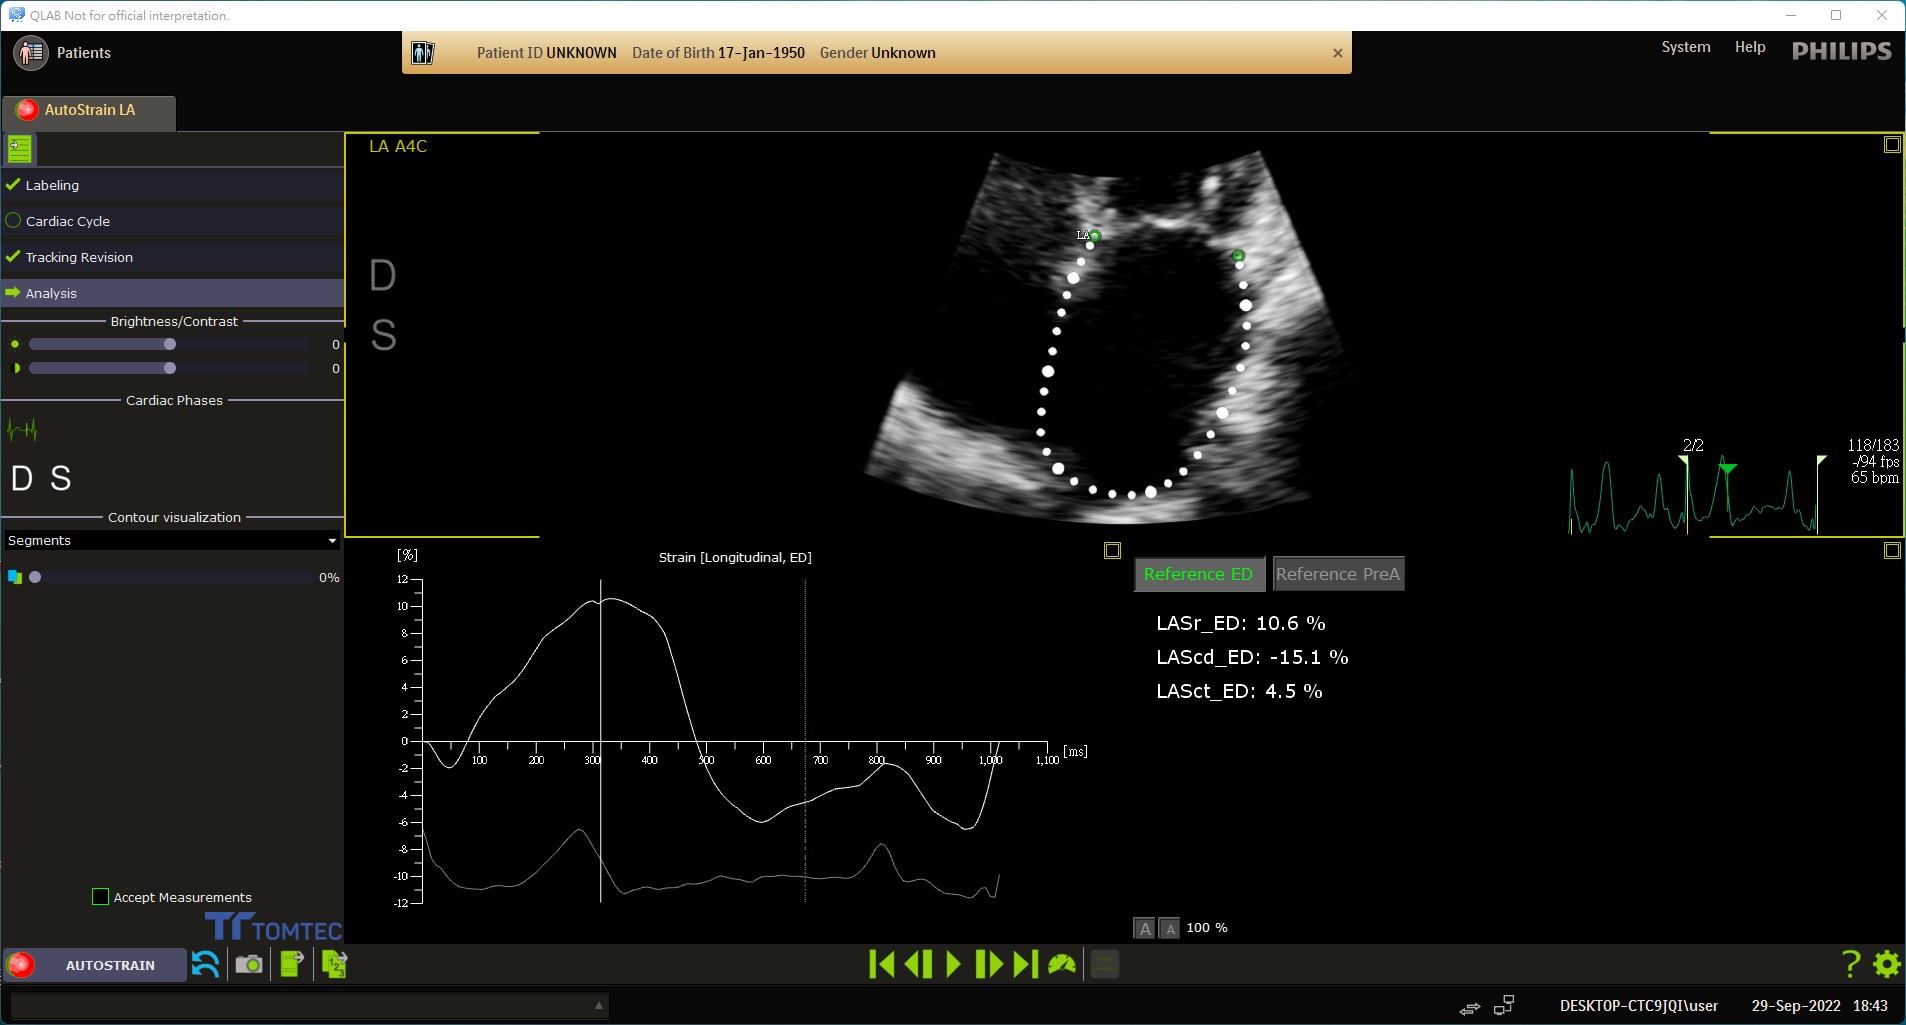 QLAB Not for official interpretation.
Patients
Patient ID UNKNOWN Date of Birth 17-Jan-1950 Gender Unknown
System Help PHILIPS
AutoStrain LA
Labeling
Cardiac Cycle
Tracking Revision
Analysis
Brightness/Contrast
0
0
Cardiac Phases
D S
Contour visualization
Segments
0%
Accept Measurements
TOMTEC
LA A4C
D
S
LA
2/2
118/183
-/94 fps
65 bpm
[%]
Strain [Longitudinal, ED]
12
10
8
6
4
2
0
-2
-4
-6
-8
-10
-12
100 200 300 400 500 600 700 800 900 1,000 1,100 [ms]
Reference ED Reference PreA
LASr_ED: 10.6 %
LAScd_ED: -15.1 %
LASct_ED: 4.5 %
A A 100 %
AUTOSTRAIN
1 2 3
?
DESKTOP-CTC9JQI\user 29-Sep-2022 18:43